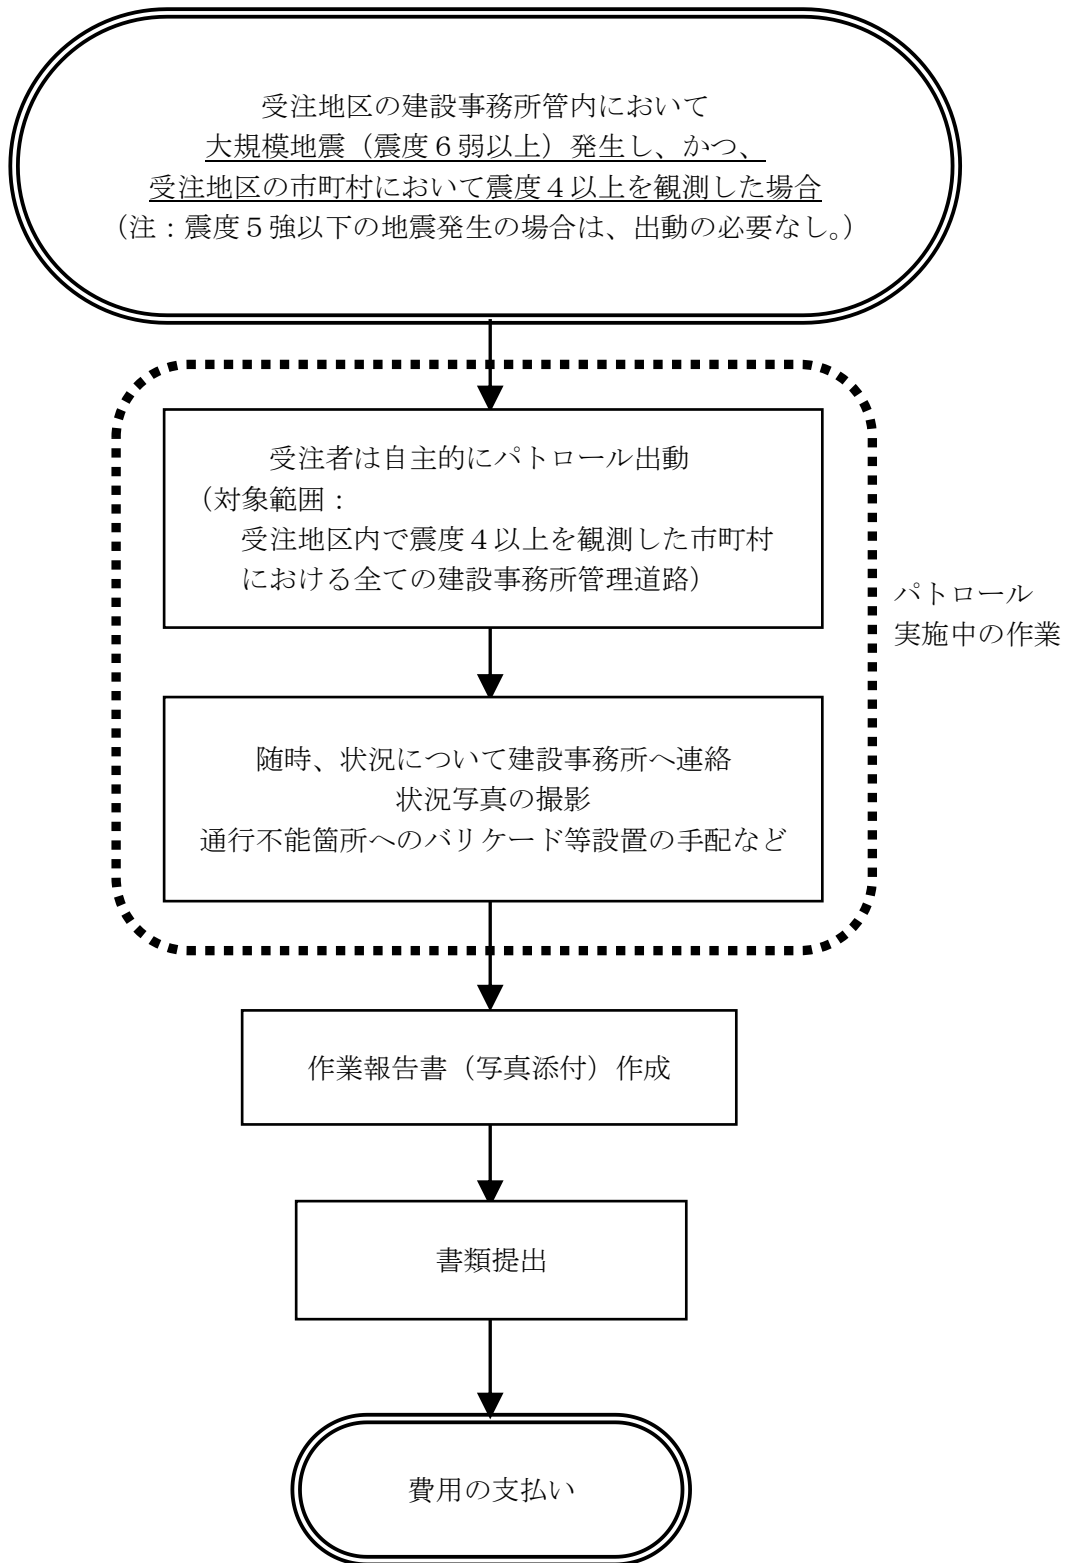 受注地区の建設事務所管内において
大規模地震（震度６弱以上）発生し、かつ、
受注地区の市町村において震度４以上を観測した場合
（注：震度５強以下の地震発生の場合は、出動の必要なし。）
受注者は自主的にパトロール出動
（対象範囲：
受注地区内で震度４以上を観測した市町村
における全ての建設事務所管理道路）
パトロール
実施中の作業
随時、状況について建設事務所へ連絡
状況写真の撮影
通行不能箇所へのバリケード等設置の手配など
作業報告書（写真添付）作成
書類提出
費用の支払い